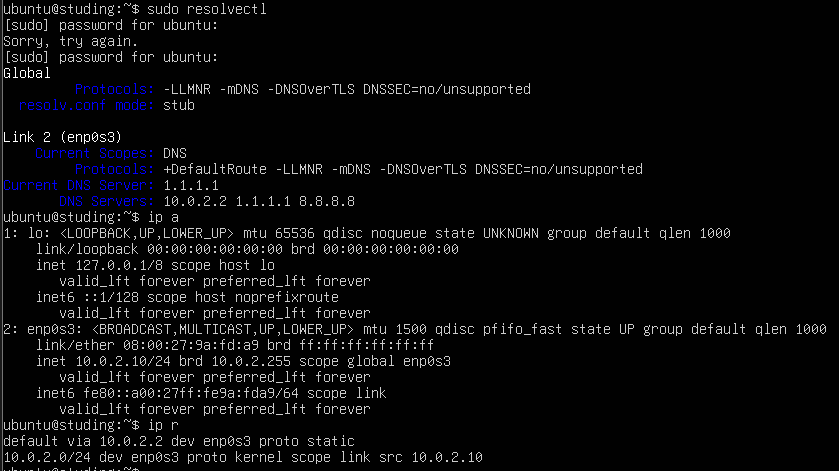 ubuntu@studing:~$ sudo resolvectl
[sudo] password for ubuntu:
Sorry, try again.
[sudo] password for ubuntu:
Global
Protocols: -LLMNR -mDNS -DNSOverTLS DNSSEC=no/unsupported
resolv.conf mode: stub
Link 2 (enp0s3)
Current Scopes: DNS
Protocols: +DefaultRoute -LLMNR -mDNS -DNSOverTLS DNSSEC=no/unsupported
Current DNS Server: 1.1.1.1
DNS Servers: 10.0.2.2 1.1.1.1 8.8.8.8
ubuntu@studing:~$ ip a
1: lo: <LOOPBACK,UP,LOWER_UP> mtu 65536 qdisc noqueue state UNKNOWN group default qlen 1000
link/loopback 00:00:00:00:00:00 brd 00:00:00:00:00:00
inet 127.0.0.1/8 scope host lo
valid_lft forever preferred_lft forever
inet6 ::1/128 scope host noprefixroute
valid_lft forever preferred_lft forever
2: enp0s3: <BROADCAST,MULTICAST,UP,LOWER_UP> mtu 1500 qdisc pfifo_fast state UP group default qlen 1000
link/ether 08:00:27:9a:fd:a9 brd ff:ff:ff:ff:ff:ff
inet 10.0.2.10/24 brd 10.0.2.255 scope global enp0s3
valid_lft forever preferred_lft forever
inet6 fe80::a00:27ff:fe9a:fda9/64 scope link
valid_lft forever preferred_lft forever
ubuntu@studing:~$ ip r
default via 10.0.2.2 dev enp0s3 proto static
10.0.2.0/24 dev enp0s3 proto kernel scope link src 10.0.2.10